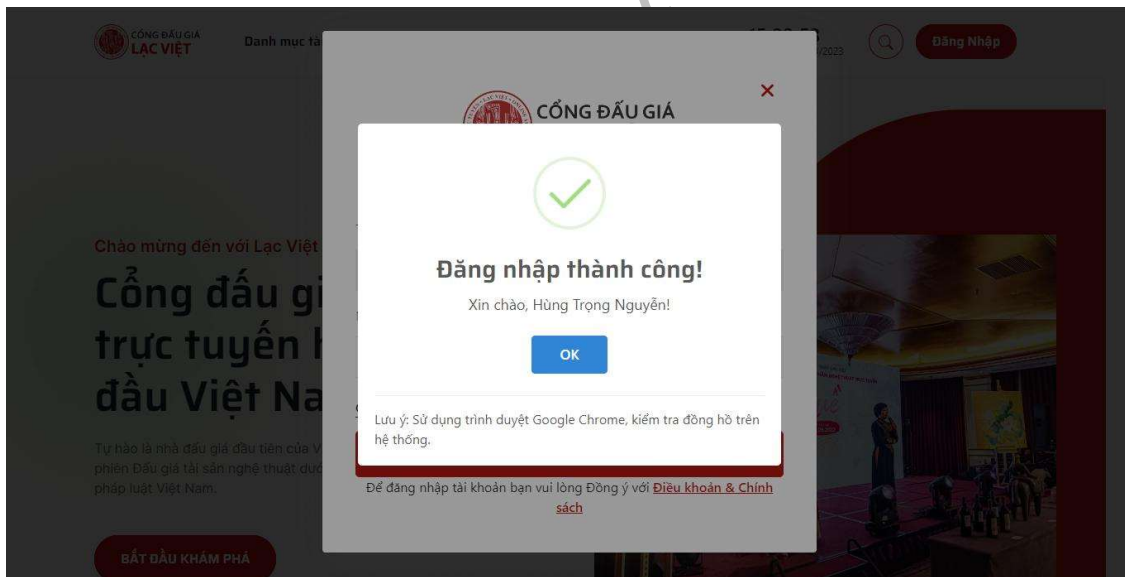 CỔNG ĐẤU GIÁ
LẠC VIỆT
Danh mục tà
/2023
Đăng Nhập
CỔNG ĐẤU GIÁ
Đăng nhập thành công!
Xin chào, Hùng Trọng Nguyễn!
OK
Lưu ý: Sử dụng trình duyệt Google Chrome, kiểm tra đồng hồ trên
hệ thống.
Để đăng nhập tài khoản bạn vui lòng Đồng ý với Điều khoản & Chính
sách
Chào mừng đến với Lạc Việt
Cổng đấu gi
trực tuyến h
đầu Việt Na
Tự hào là nhà đấu giá đầu tiên của V
phiên Đấu giá tài sản nghệ thuật dướ
pháp luật Việt Nam.
BẮT ĐẦU KHÁM PHÁ